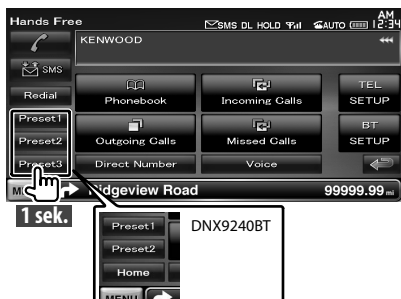 Hands Free SMS DL HOLD AUTO AM 12:34
KENWOOD
SMS
Redial Phonebook Incoming Calls TEL SETUP
Preset1
Preset2 Outgoing Calls Missed Calls BT SETUP
Preset3 Direct Number Voice
idgeview Road 99999.99 mi
1 sek.
Preset1 DNX9240BT
Preset2
Home
MENU